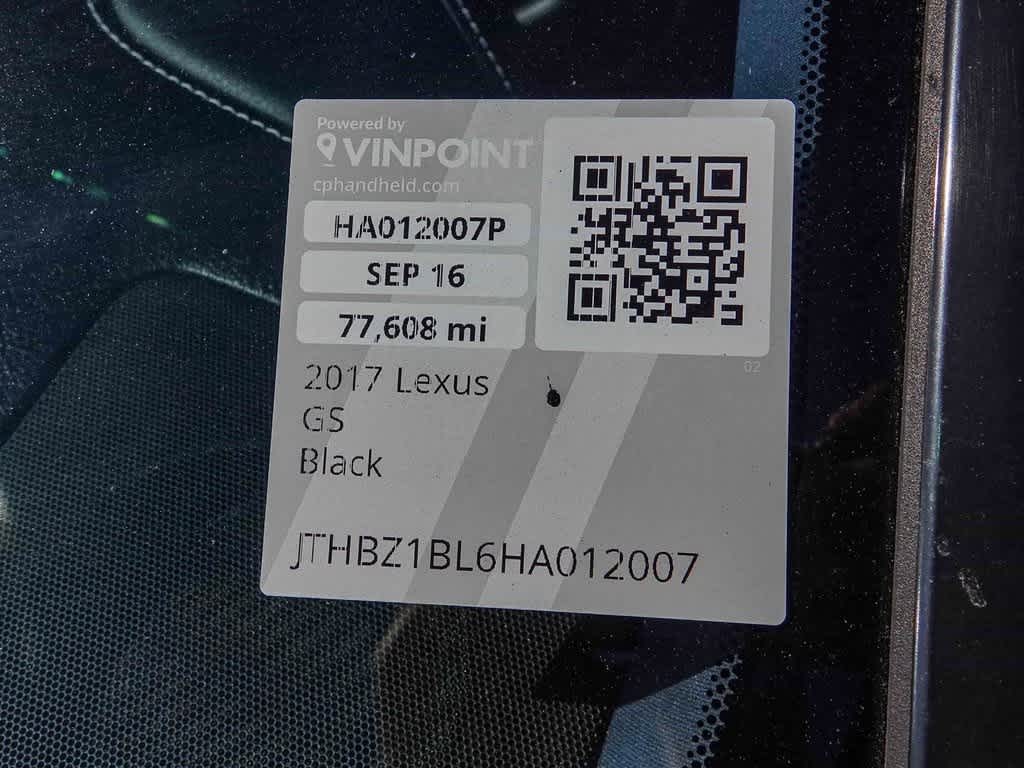 Powered by
VINPOINT
cphandheld.com
HA012007P
SEP 16
77,608 mi
02
2017 Lexus
GS
Black
JTHBZ1BL6HA012007